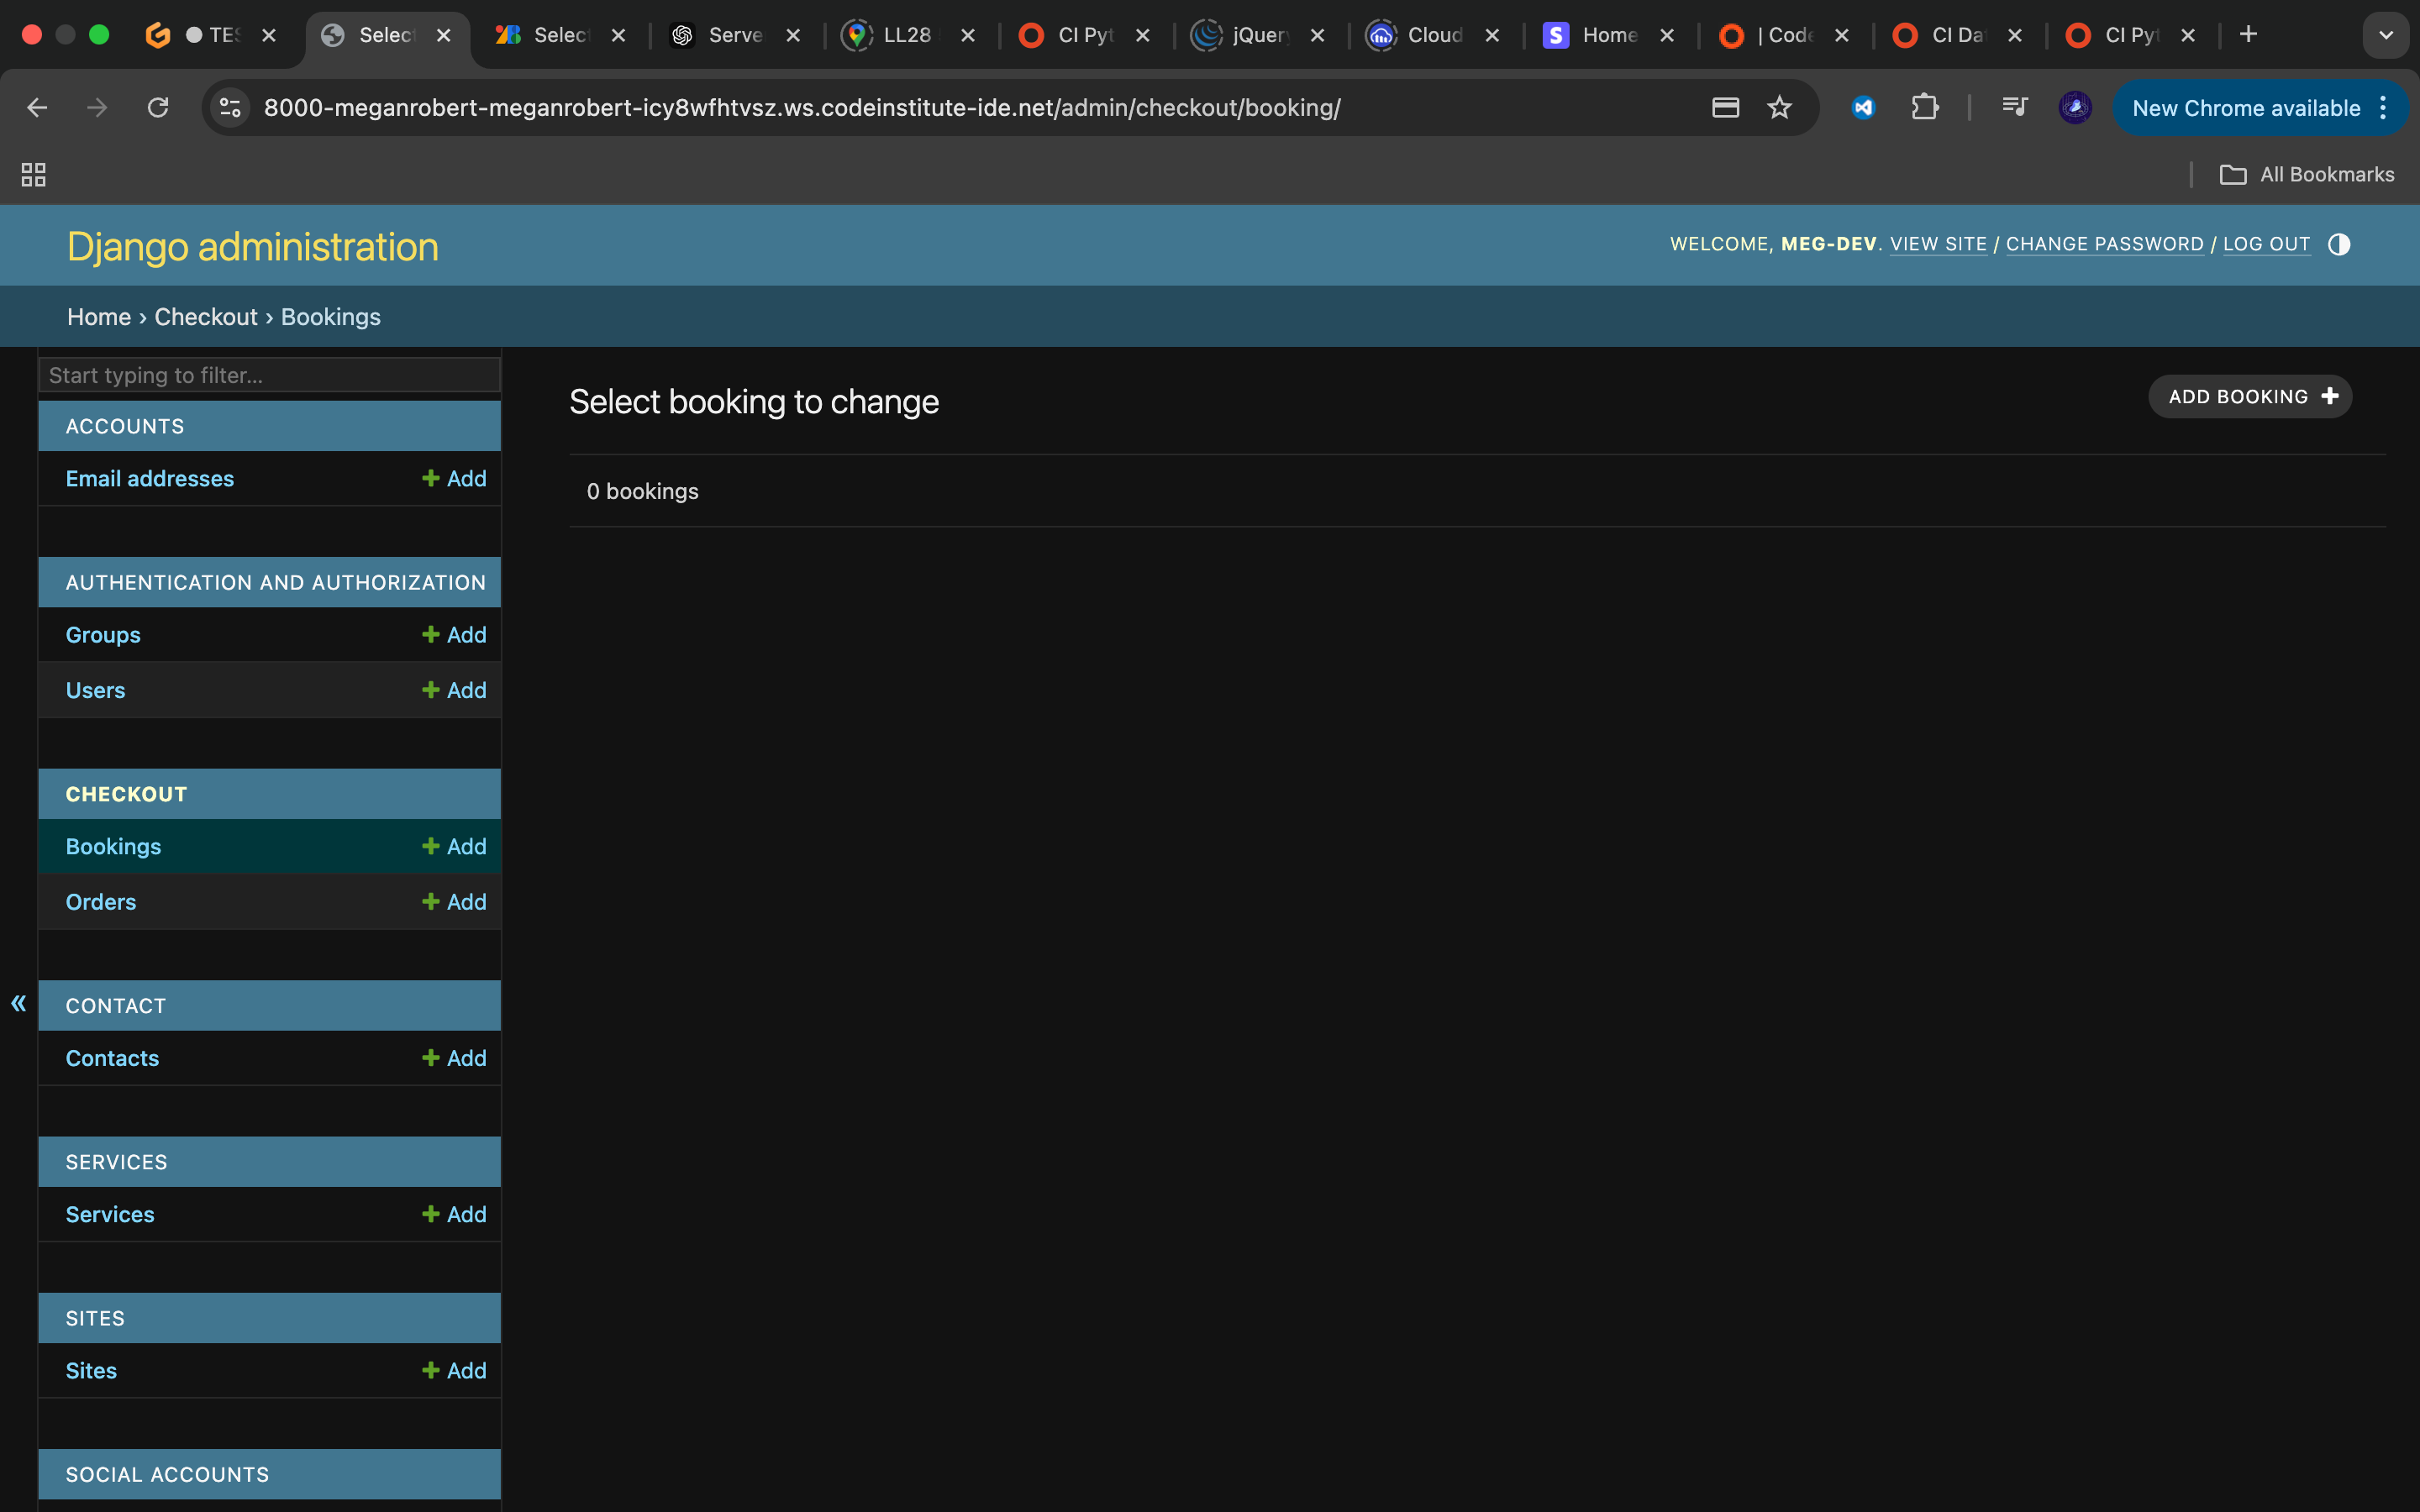 TES
Selec
Selec
Serve
LL28
CI Pyt
jQuer
Cloud
Home
| Code
CI Da
CI Py
8000-meganrobert-meganrobert-icy8wfhtvsz.ws.codeinstitute-ide.net/admin/checkout/booking/
New Chrome available
All Bookmarks
Django administration
WELCOME, MEG-DEV. VIEW SITE / CHANGE PASSWORD / LOG OUT
Home › Checkout › Bookings
Start typing to filter...
ACCOUNTS
Email addresses + Add
AUTHENTICATION AND AUTHORIZATION
Groups + Add
Users + Add
CHECKOUT
Bookings + Add
Orders + Add
CONTACT
Contacts + Add
SERVICES
Services + Add
SITES
Sites + Add
SOCIAL ACCOUNTS
«
Select booking to change
ADD BOOKING +
0 bookings